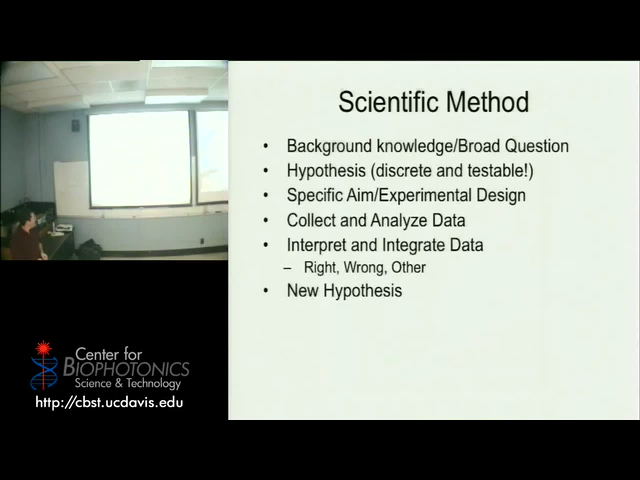 Scientific Method
• Background knowledge/Broad Question
• Hypothesis (discrete and testable!)
• Specific Aim/Experimental Design
• Collect and Analyze Data
• Interpret and Integrate Data
– Right, Wrong, Other
• New Hypothesis
Center for
BIOPHOTONICS
Science & Technology
http://cbst.ucdavis.edu